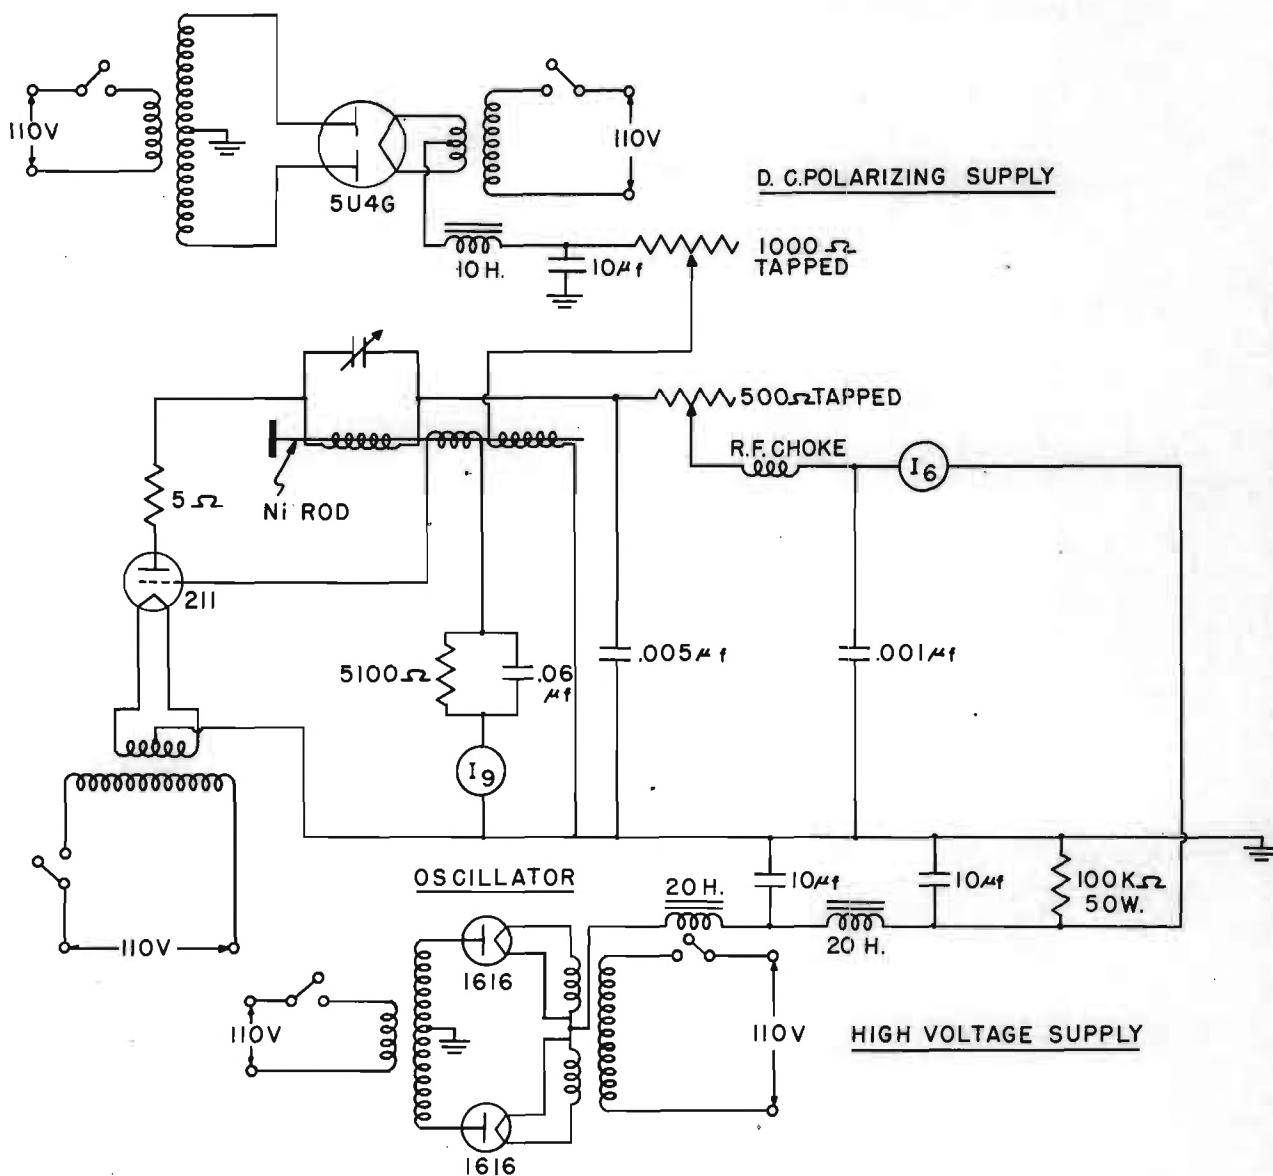 110V
5U4G
110V
D. C. POLARIZING SUPPLY
10H.
10μf
1000Ω
TAPPED
500Ω TAPPED
R.F. CHOKE
I6
5Ω
Ni ROD
211
5100Ω
.06
μf
.005μf
.001μf
I9
110V
OSCILLATOR
20 H.
10μf
20 H.
10μf
100KΩ
50W.
1616
110V
110V
HIGH VOLTAGE SUPPLY
1616